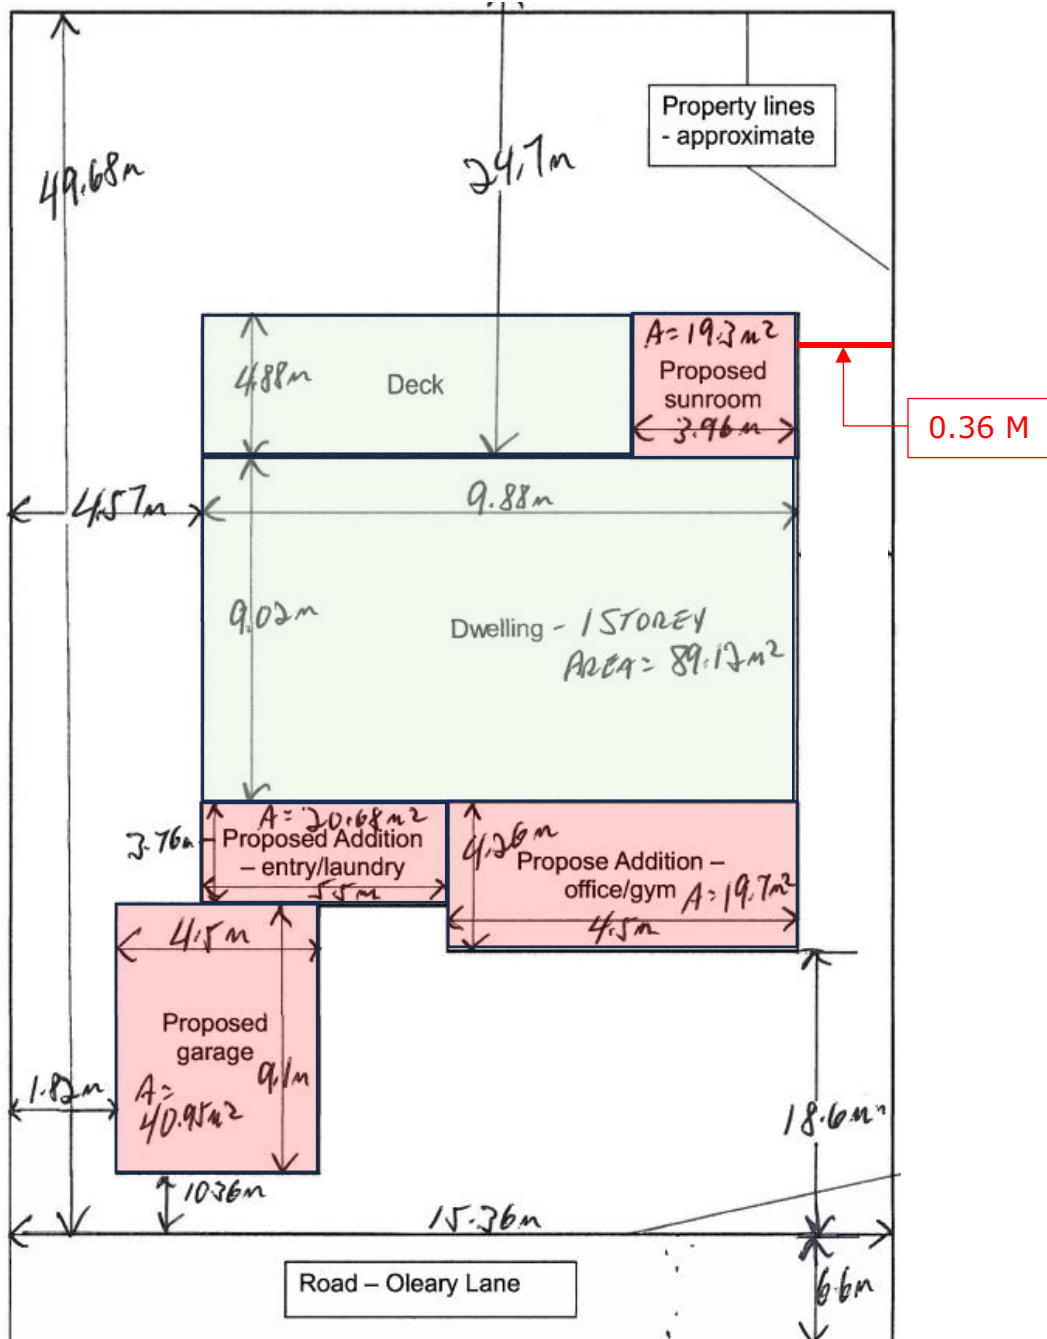 Property lines
- approximate
49.68m
24.7m
A=19.3m²
Proposed
sunroom
3.96m
4.88m
Deck
0.36 M
4.57m
9.88m
9.02m
Dwelling - 1 STOREY
AREA = 89.12m²
3.76m
A= 20.68m²
Proposed Addition
– entry/laundry
5.5m
4.26m
Propose Addition –
office/gym
A=19.7m²
4.5m
4.5m
Proposed
garage
9.1m
A=
40.95m²
1.82m
18.6m
10.36m
15.36m
Road – Oleary Lane
6.6m